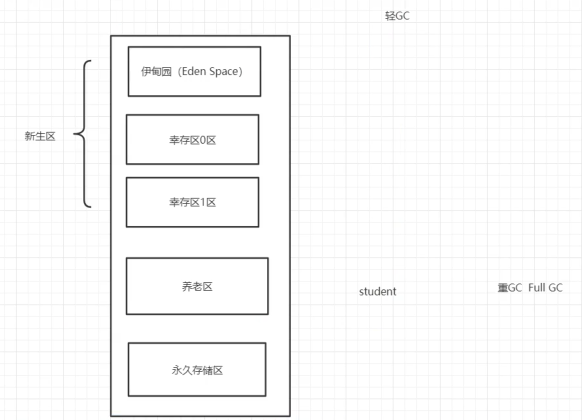 轻GC
伊甸园（Eden Space）
新生区
幸存区0区
幸存区1区
养老区
student
重GC Full GC
永久存储区